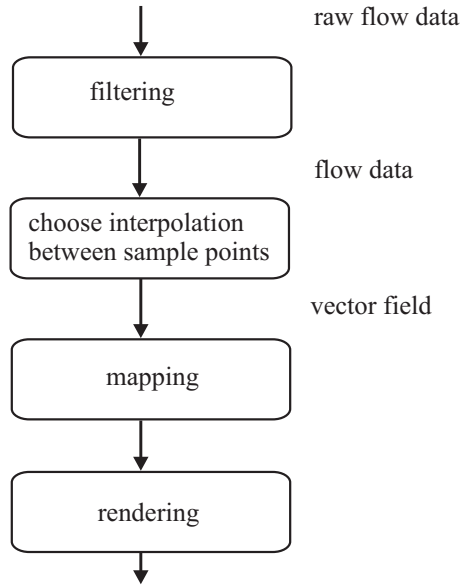 raw flow data
filtering
flow data
choose interpolation
between sample points
vector field
mapping
rendering